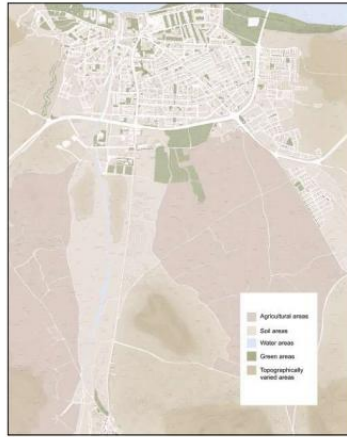 Agricultural areas
Soil areas
Water areas
Green areas
Topographically
varied areas